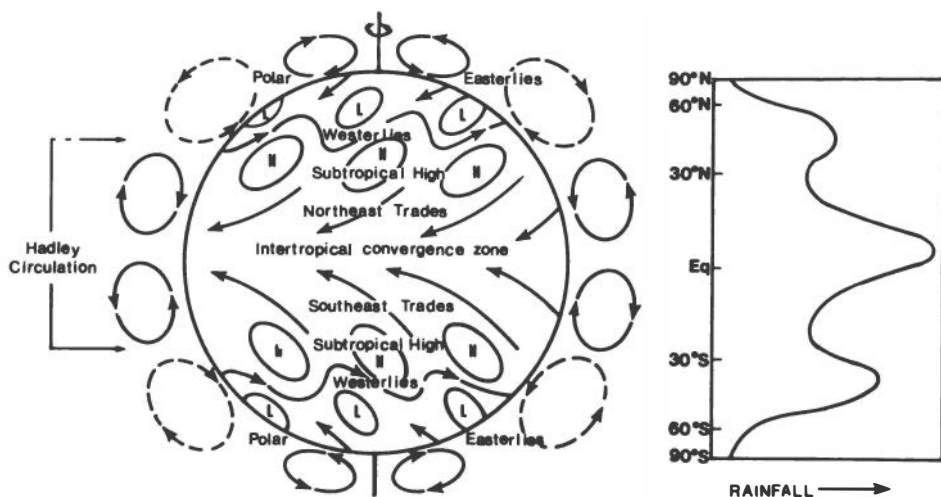 Polar
Easterlies
L
L
L
Westerlies
N
N
N
Subtropical High
Northeast Trades
Intertropical convergence zone
Hadley
Circulation
Southeast Trades
Subtropical High
N
N
Westerlies
L
L
L
Polar
Easterlies
90°N
60°N
30°N
Eq
30°S
60°S
90°S
RAINFALL